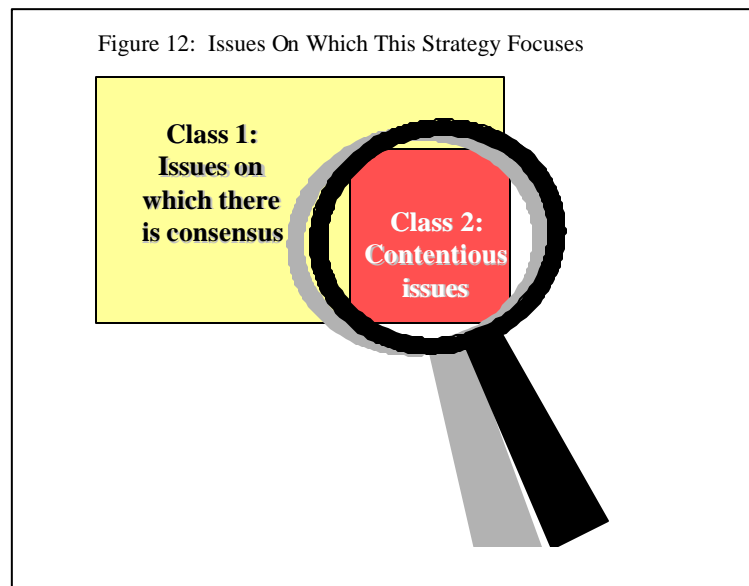 Figure 12: Issues On Which This Strategy Focuses
Class 1:
Issues on
which there
is consensus
Class 2:
Contentious
issues